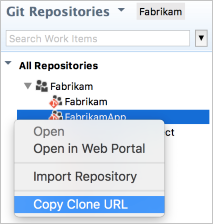 Git Repositories Fabrikam
Search Work Items
All Repositories
Fabrikam
Fabrikam
FabrikamApp
Open
Open in Web Portal
Import Repository
Copy Clone URL